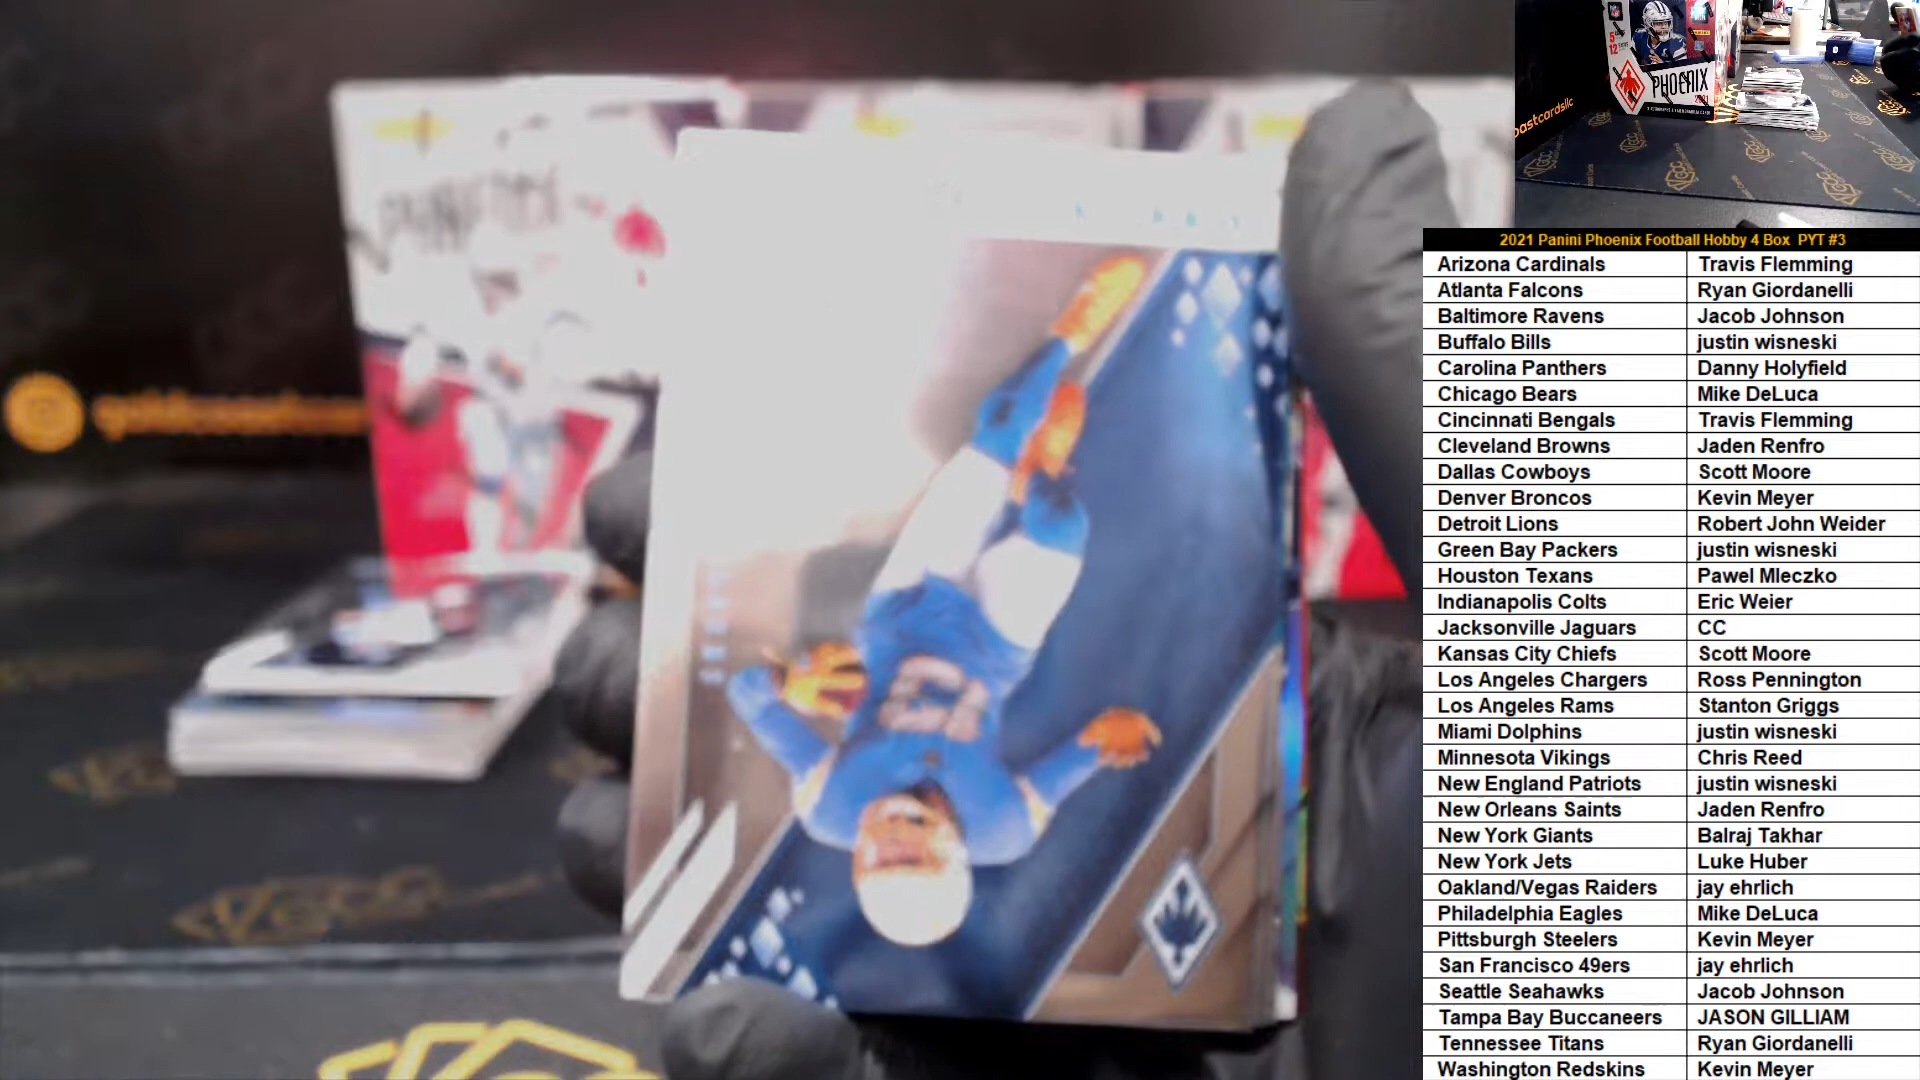 5
12
PHOENIX
2021
oastcardsllc
2021 Panini Phoenix Football Hobby 4 Box PYT #3
Arizona Cardinals Travis Flemming
Atlanta Falcons Ryan Giordanelli
Baltimore Ravens Jacob Johnson
Buffalo Bills justin wisneski
Carolina Panthers Danny Holyfield
Chicago Bears Mike DeLuca
Cincinnati Bengals Travis Flemming
Cleveland Browns Jaden Renfro
Dallas Cowboys Scott Moore
Denver Broncos Kevin Meyer
Detroit Lions Robert John Weider
Green Bay Packers justin wisneski
Houston Texans Pawel Mleczko
Indianapolis Colts Eric Weier
Jacksonville Jaguars CC
Kansas City Chiefs Scott Moore
Los Angeles Chargers Ross Pennington
Los Angeles Rams Stanton Griggs
Miami Dolphins justin wisneski
Minnesota Vikings Chris Reed
New England Patriots justin wisneski
New Orleans Saints Jaden Renfro
New York Giants Balraj Takhar
New York Jets Luke Huber
Oakland/Vegas Raiders jay ehrlich
Philadelphia Eagles Mike DeLuca
Pittsburgh Steelers Kevin Meyer
San Francisco 49ers jay ehrlich
Seattle Seahawks Jacob Johnson
Tampa Bay Buccaneers JASON GILLIAM
Tennessee Titans Ryan Giordanelli
Washington Redskins Kevin Meyer